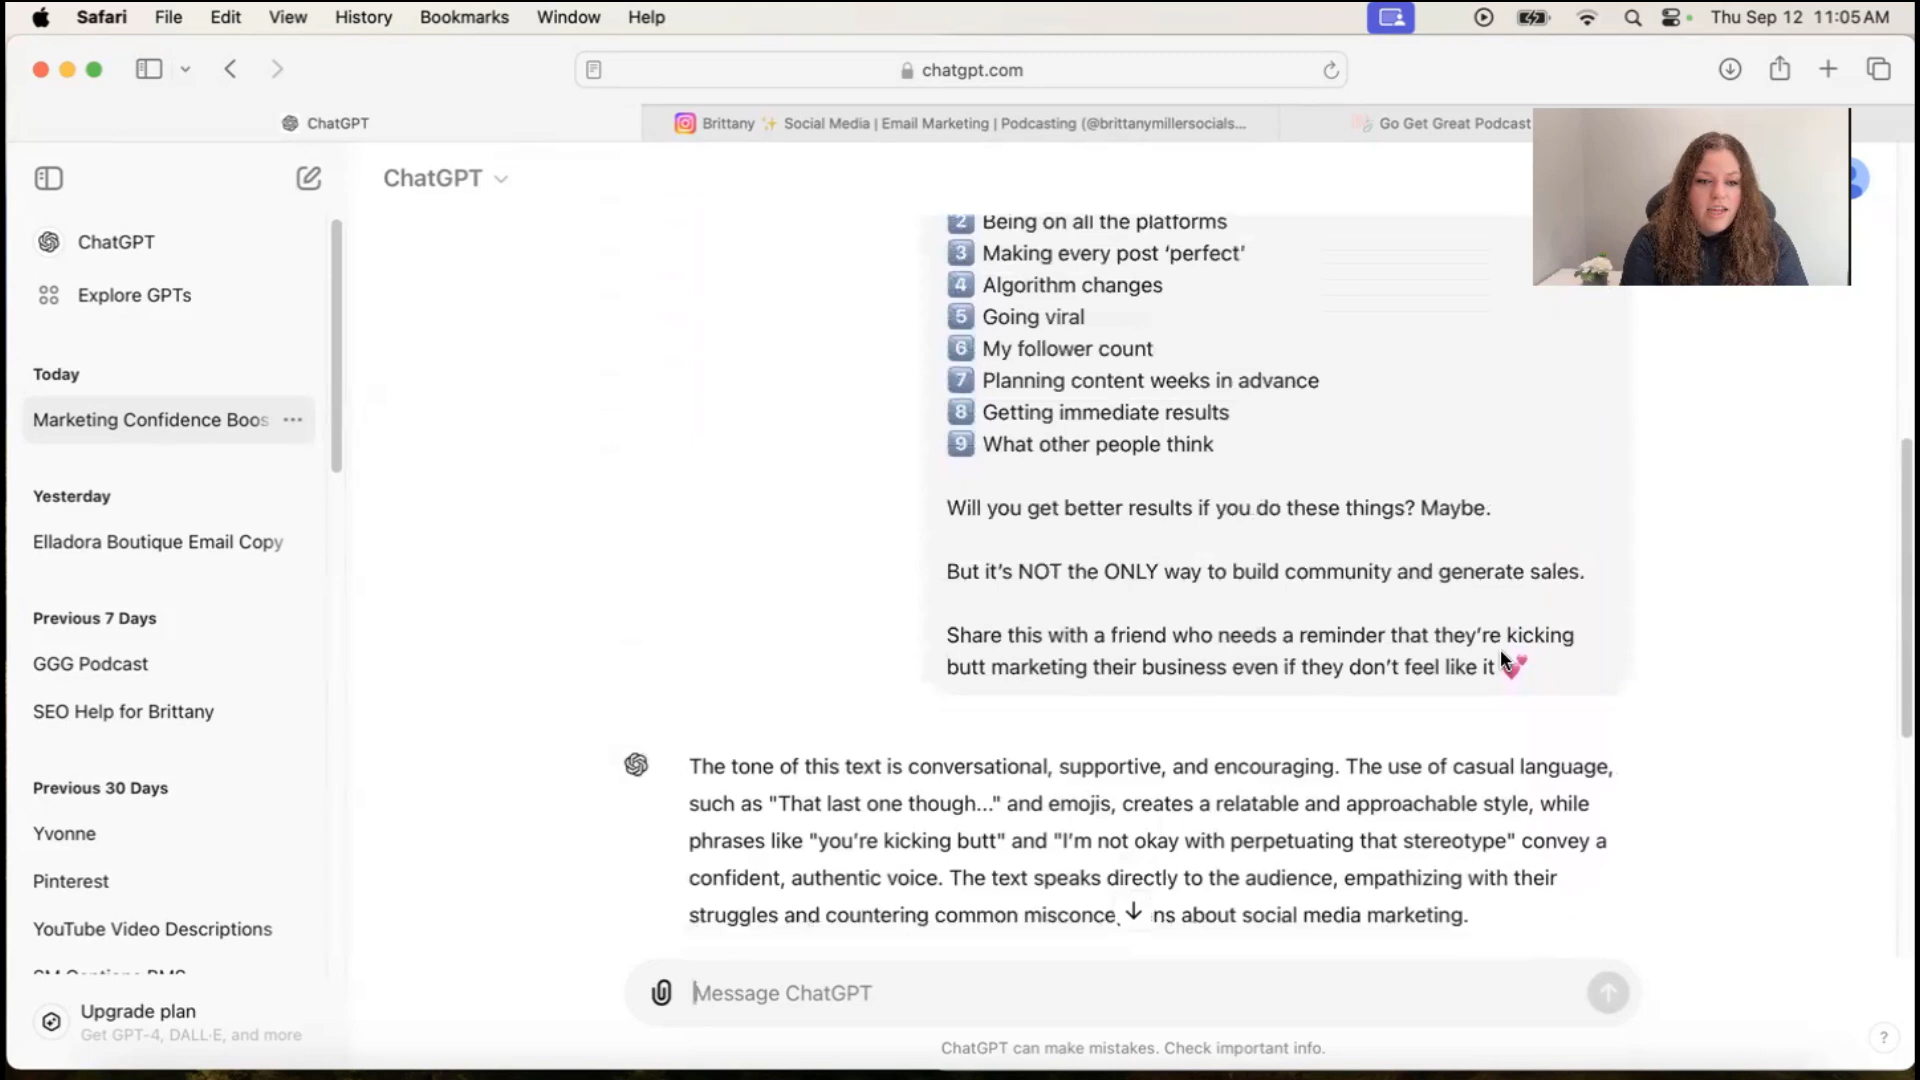 Safari File Edit View History Bookmarks Window Help Thu Sep 12 11:05 AM
chatgpt.com
ChatGPT
Brittany ✨ Social Media | Email Marketing | Podcasting (@brittanymillersocials...
Go Get Great Podcast
ChatGPT
ChatGPT
Explore GPTs
Today
Marketing Confidence Boos ...
Yesterday
Elladora Boutique Email Copy
Previous 7 Days
GGG Podcast
SEO Help for Brittany
Previous 30 Days
Yvonne
Pinterest
YouTube Video Descriptions
Upgrade plan
Get GPT-4, DALL·E, and more
2 Being on all the platforms
3 Making every post ‘perfect’
4 Algorithm changes
5 Going viral
6 My follower count
7 Planning content weeks in advance
8 Getting immediate results
9 What other people think
Will you get better results if you do these things? Maybe.
But it’s NOT the ONLY way to build community and generate sales.
Share this with a friend who needs a reminder that they’re kicking
butt marketing their business even if they don’t feel like it 💕
The tone of this text is conversational, supportive, and encouraging. The use of casual language,
such as "That last one though..." and emojis, creates a relatable and approachable style, while
phrases like "you’re kicking butt" and "I’m not okay with perpetuating that stereotype" convey a
confident, authentic voice. The text speaks directly to the audience, empathizing with their
struggles and countering common misconce ns about social media marketing.
Message ChatGPT
ChatGPT can make mistakes. Check important info.
?